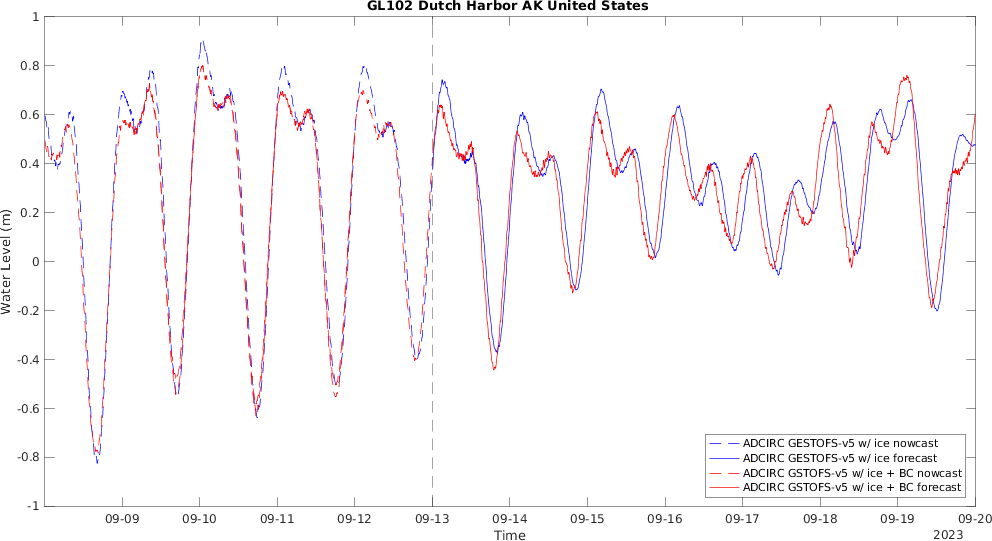 GL102 Dutch Harbor AK United States
1
0.8
0.6
0.4
0.2
0
-0.2
-0.4
-0.6
-0.8
-1
Water Level (m)
ADCIRC GESTOFS-v5 w/ ice nowcast
ADCIRC GESTOFS-v5 w/ ice forecast
ADCIRC GSTOFS-v5 w/ ice + BC nowcast
ADCIRC GSTOFS-v5 w/ ice + BC forecast
09-09 09-10 09-11 09-12 09-13 09-14 09-15 09-16 09-17 09-18 09-19 09-20
Time
2023